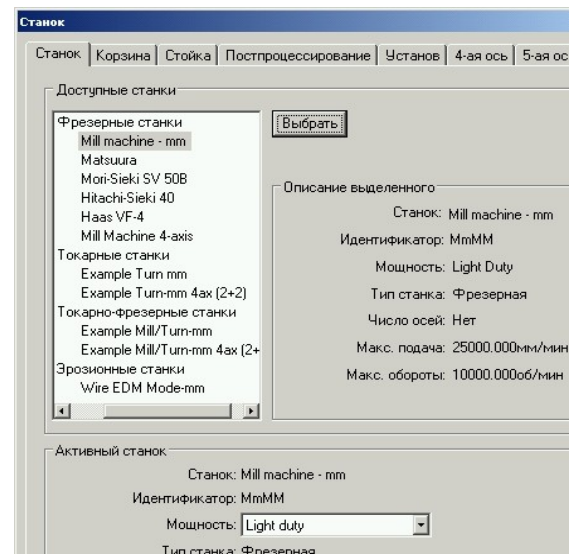 Станок
Станок Корзина Стойка Постпроцессирование Установ 4-ая ось 5-ая ос
Доступные станки
Фрезерные станки
Mill machine - mm
Matsuura
Mori-Sieki SV 50B
Hitachi-Sieki 40
Haas VF-4
Mill Machine 4-axis
Токарные станки
Example Turn mm
Example Turn-mm 4ax (2+2)
Токарно-фрезерные станки
Example Mill/Turn-mm
Example Mill/Turn-mm 4ax (2+
Эрозионные станки
Wire EDM Mode-mm
Выбрать
Описание выделенного
Станок: Mill machine - mm
Идентификатор: MmMM
Мощность: Light Duty
Тип станка: Фрезерная
Число осей: Нет
Макс. подача: 25000.000мм/мин
Макс. обороты: 10000.000об/мин
Активный станок
Станок: Mill machine - mm
Идентификатор: MmMM
Мощность: Light duty
Тип станка: Фрезерная